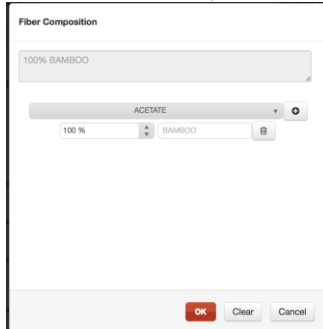 Fiber Composition
100% BAMBOO
ACETATE
100 %
BAMBOO
OK
Clear
Cancel